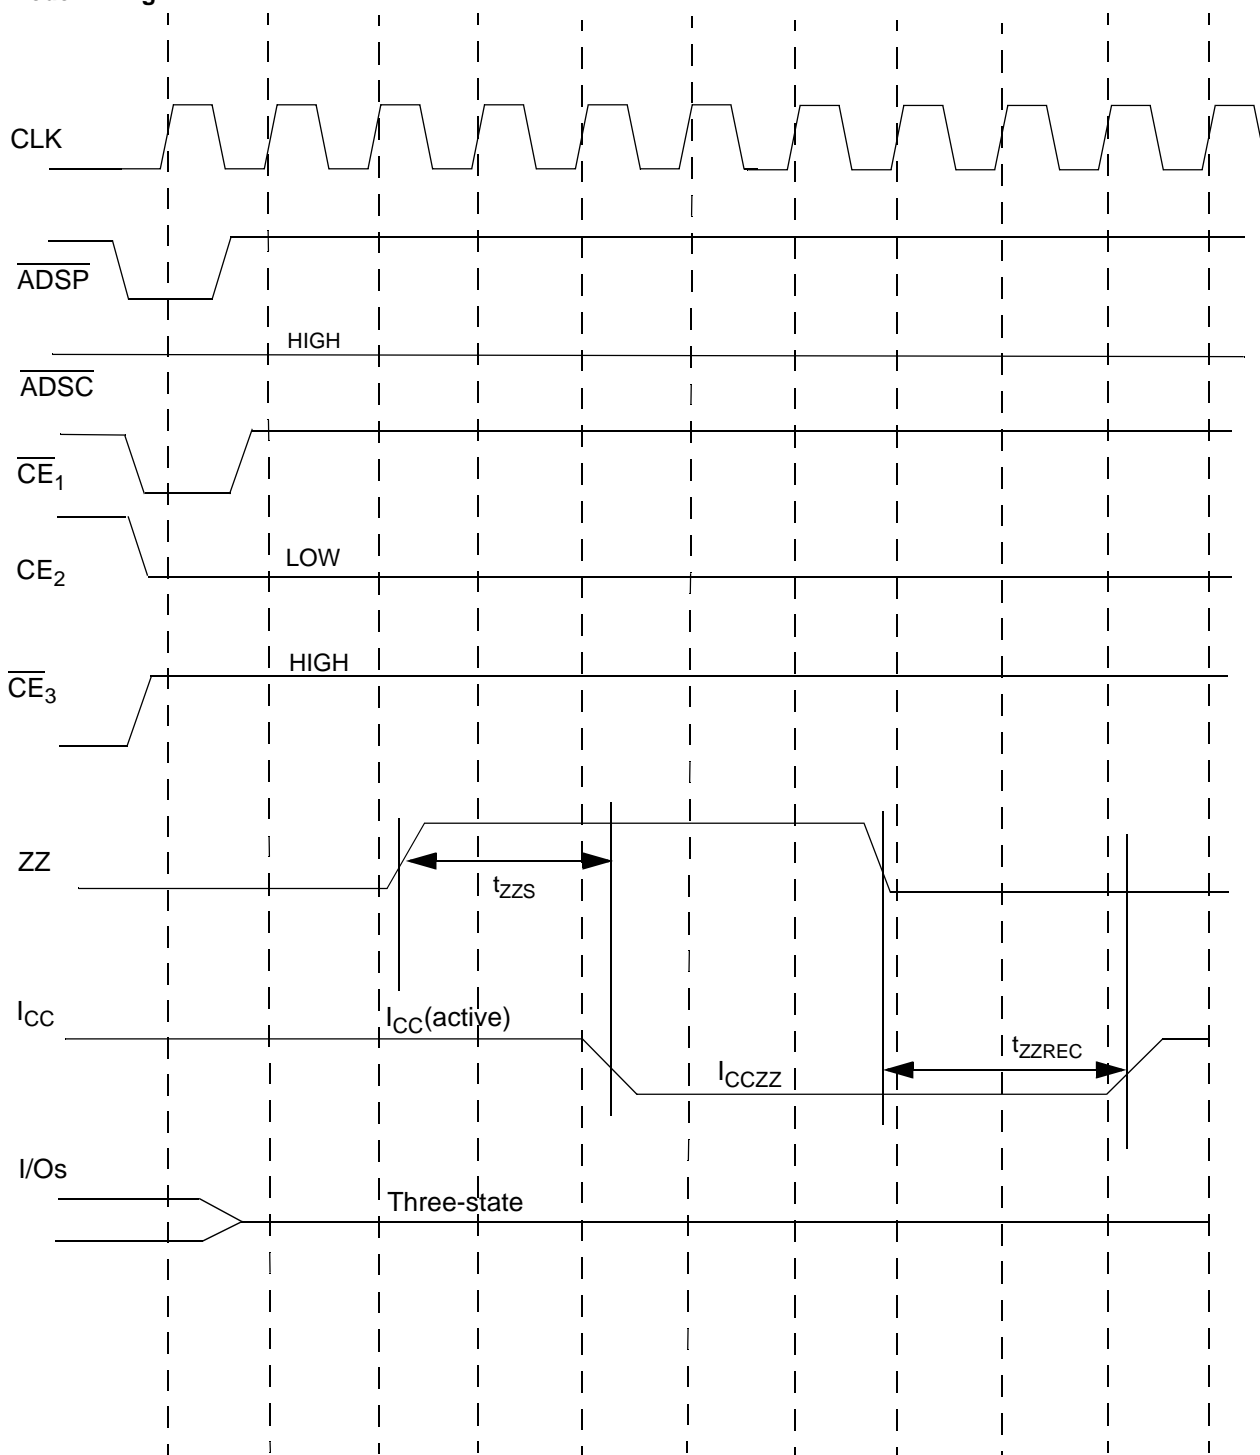 CLK
ADSP
HIGH
ADSC
CE1
LOW
CE2
HIGH
CE3
ZZ
tZZS
ICC
ICC(active)
tZZREC
ICCZZ
I/Os
Three-state